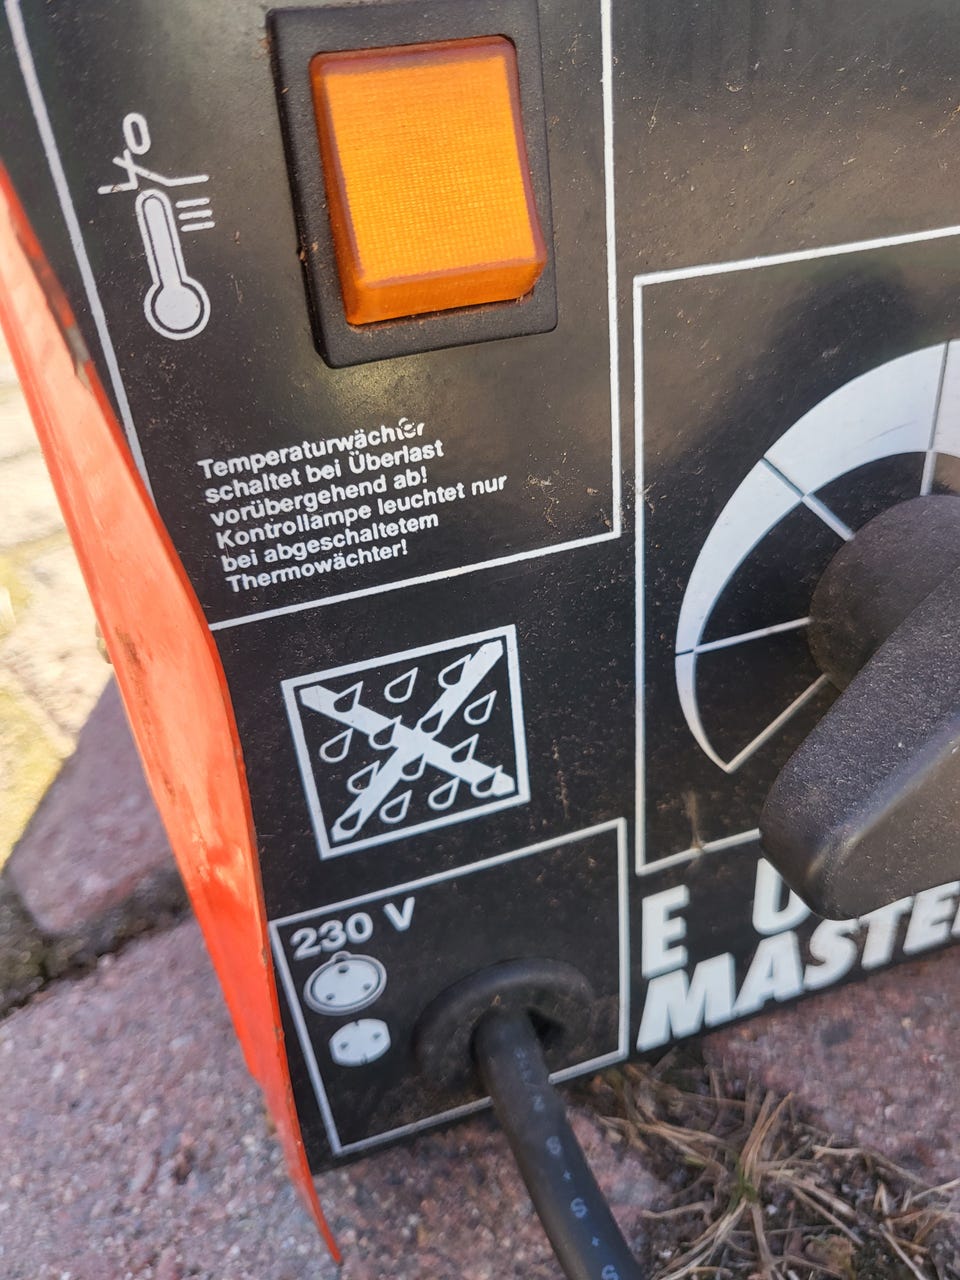 Temperaturwächter
schaltet bei Überlast
vorübergehend ab!
Kontrollampe leuchtet nur
bei abgeschaltetem
Thermowächter!
230 V
E U
MASTE